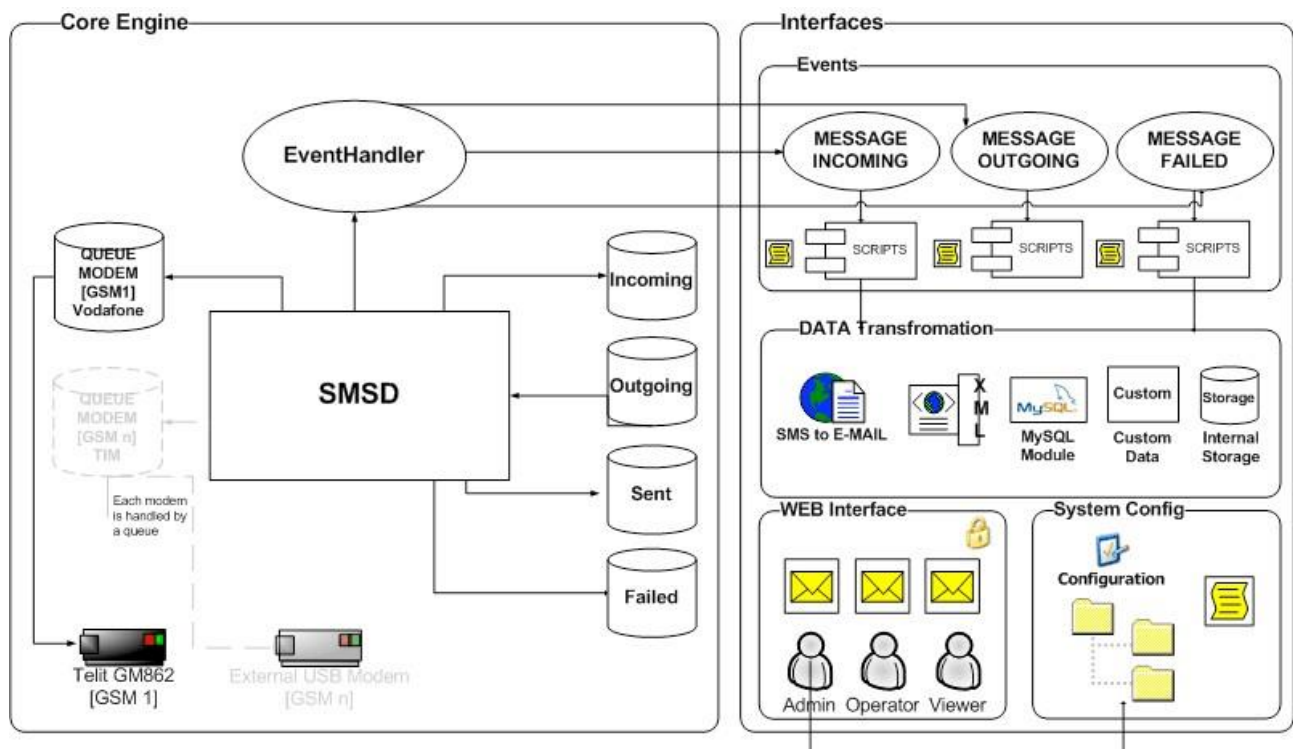 Core Engine
EventHandler
QUEUE
MODEM
[GSM1]
Vodafone
QUEUE
MODEM
[GSM n]
TIM
Each modem
is handled by
a queue
SMSD
Incoming
Outgoing
Sent
Failed
Telit GM862
[GSM 1]
External USB Modem
[GSM n]
Interfaces
Events
MESSAGE
INCOMING
MESSAGE
OUTGOING
MESSAGE
FAILED
SCRIPTS
SCRIPTS
SCRIPTS
DATA Transfromation
SMS to E-MAIL
XML
MySQL
MySQL
Module
Custom
Custom
Data
Storage
Internal
Storage
WEB Interface
Admin
Operator
Viewer
System Config
Configuration